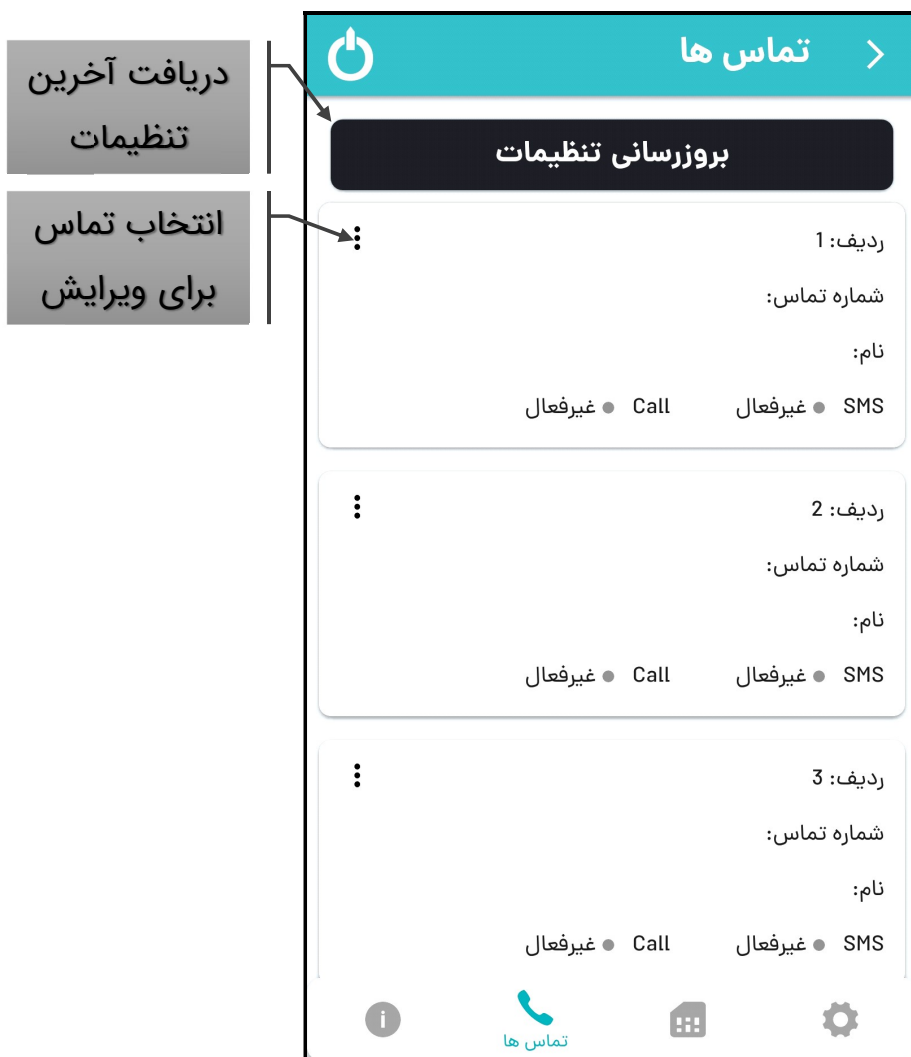 تماس ها
دریافت آخرین
تنظیمات
بروزرسانی تنظیمات
انتخاب تماس
برای ویرایش
ردیف: 1
شماره تماس:
نام:
SMS غیرفعال Call غیرفعال
ردیف: 2
شماره تماس:
نام:
SMS غیرفعال Call غیرفعال
ردیف: 3
شماره تماس:
نام:
SMS غیرفعال Call غیرفعال
تماس ها